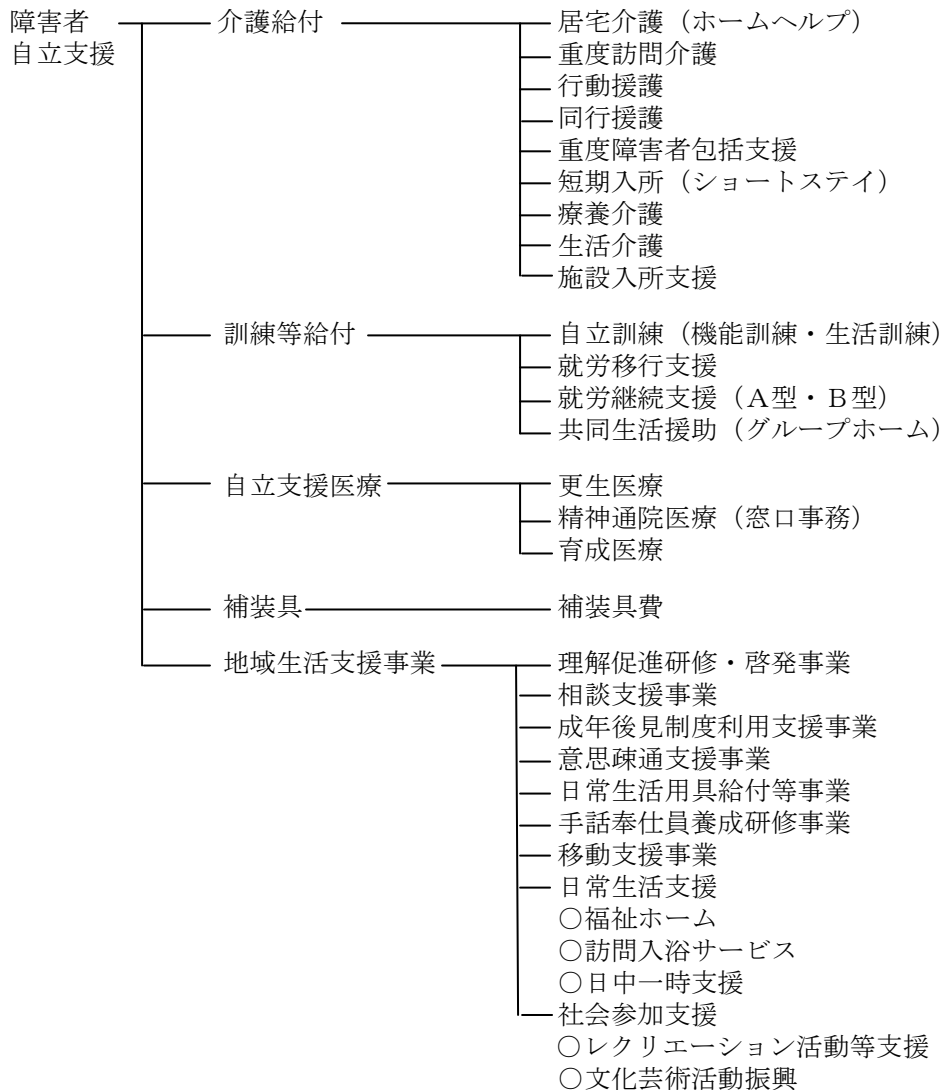 障害者
自立支援
介護給付
居宅介護（ホームヘルプ）
重度訪問介護
行動援護
同行援護
重度障害者包括支援
短期入所（ショートステイ）
療養介護
生活介護
施設入所支援
訓練等給付
自立訓練（機能訓練・生活訓練）
就労移行支援
就労継続支援（Ａ型・Ｂ型）
共同生活援助（グループホーム）
自立支援医療
更生医療
精神通院医療（窓口事務）
育成医療
補装具
補装具費
地域生活支援事業
理解促進研修・啓発事業
相談支援事業
成年後見制度利用支援事業
意思疎通支援事業
日常生活用具給付等事業
手話奉仕員養成研修事業
移動支援事業
日常生活支援
○福祉ホーム
○訪問入浴サービス
○日中一時支援
社会参加支援
○レクリエーション活動等支援
○文化芸術活動振興